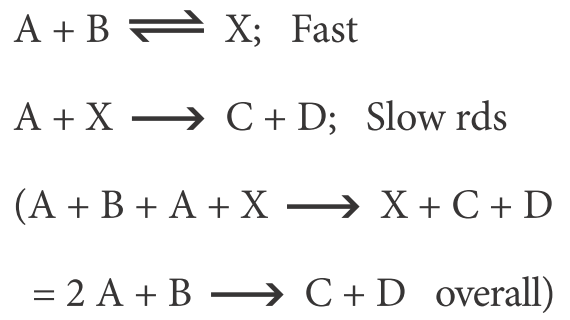 A + B ⇌ X; Fast
A + X ⟶ C + D; Slow rds
(A + B + A + X ⟶ X + C + D
= 2 A + B ⟶ C + D overall)